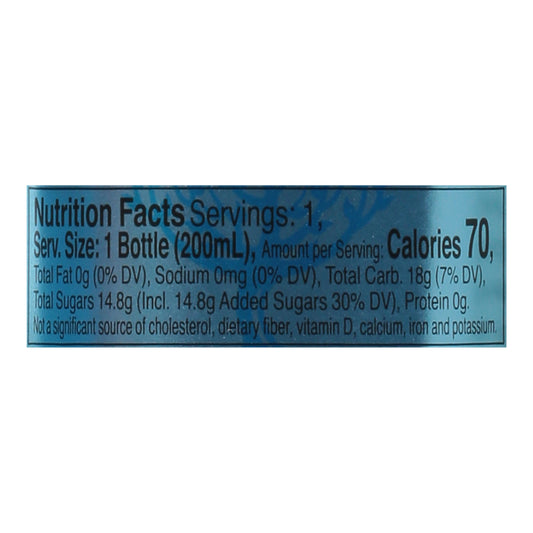 Nutrition Facts Servings: 1,
Serv. Size: 1 Bottle (200mL), Amount per Serving: Calories 70,
Total Fat 0g (0% DV), Sodium 0mg (0% DV), Total Carb. 18g (7% DV),
Total Sugars 14.8g (Incl. 14.8g Added Sugars 30% DV), Protein 0g.
Not a significant source of cholesterol, dietary fiber, vitamin D, calcium, iron and potassium.